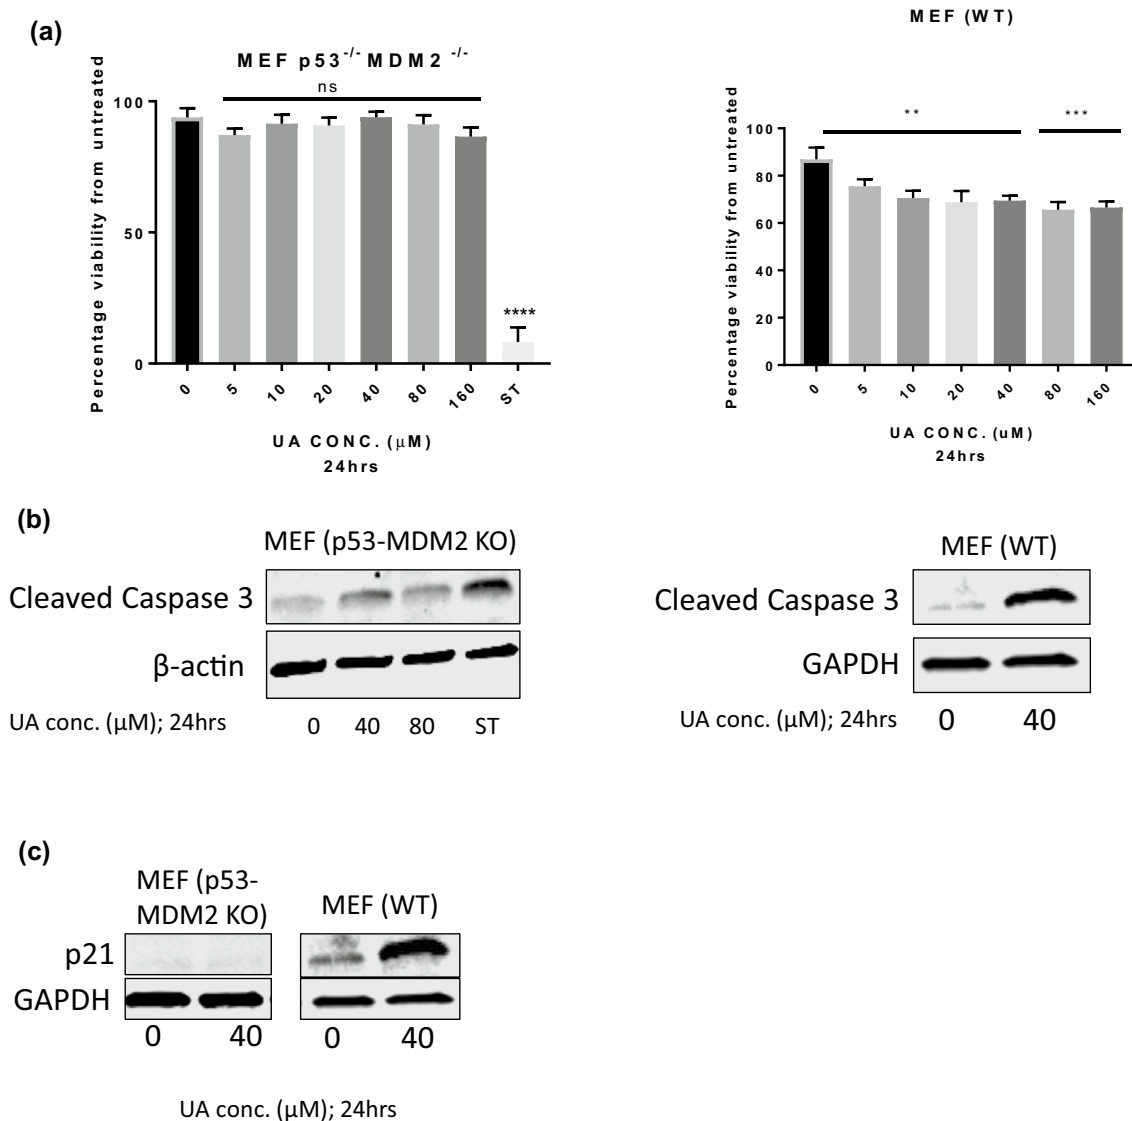 (a)
MEF p53-/- MDM2 -/-
ns
Percentage viability from untreated
100
50
0
****
0 5 10 20 40 80 160 ST
UA CONC. (μM)
24hrs
MEF (WT)
** ***
Percentage viability from untreated
100
80
60
40
20
0
0 5 10 20 40 80 160
UA CONC. (uM)
24hrs
(b)
MEF (p53-MDM2 KO)
Cleaved Caspase 3
β-actin
UA conc. (μM); 24hrs 0 40 80 ST
MEF (WT)
Cleaved Caspase 3
GAPDH
UA conc. (μM); 24hrs 0 40
(c)
MEF (p53-
MDM2 KO)
MEF (WT)
p21
GAPDH
0 40 0 40
UA conc. (μM); 24hrs